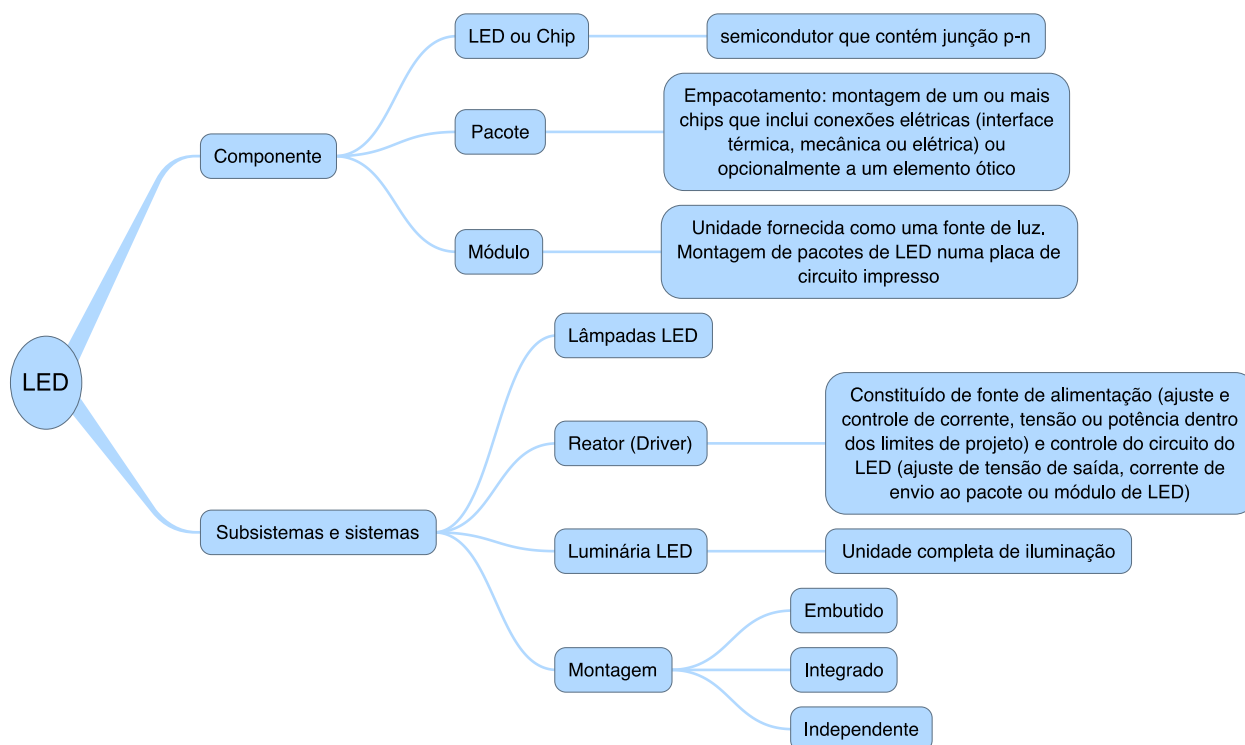 LED
Componente
LED ou Chip
semicondutor que contém junção p-n
Pacote
Empacotamento: montagem de um ou mais
chips que inclui conexões elétricas (interface
térmica, mecânica ou elétrica) ou
opcionalmente a um elemento ótico
Módulo
Unidade fornecida como uma fonte de luz.
Montagem de pacotes de LED numa placa de
circuito impresso
Subsistemas e sistemas
Lâmpadas LED
Reator (Driver)
Constituído de fonte de alimentação (ajuste e
controle de corrente, tensão ou potência dentro
dos limites de projeto) e controle do circuito do
LED (ajuste de tensão de saída, corrente de
envio ao pacote ou módulo de LED)
Luminária LED
Unidade completa de iluminação
Montagem
Embutido
Integrado
Independente